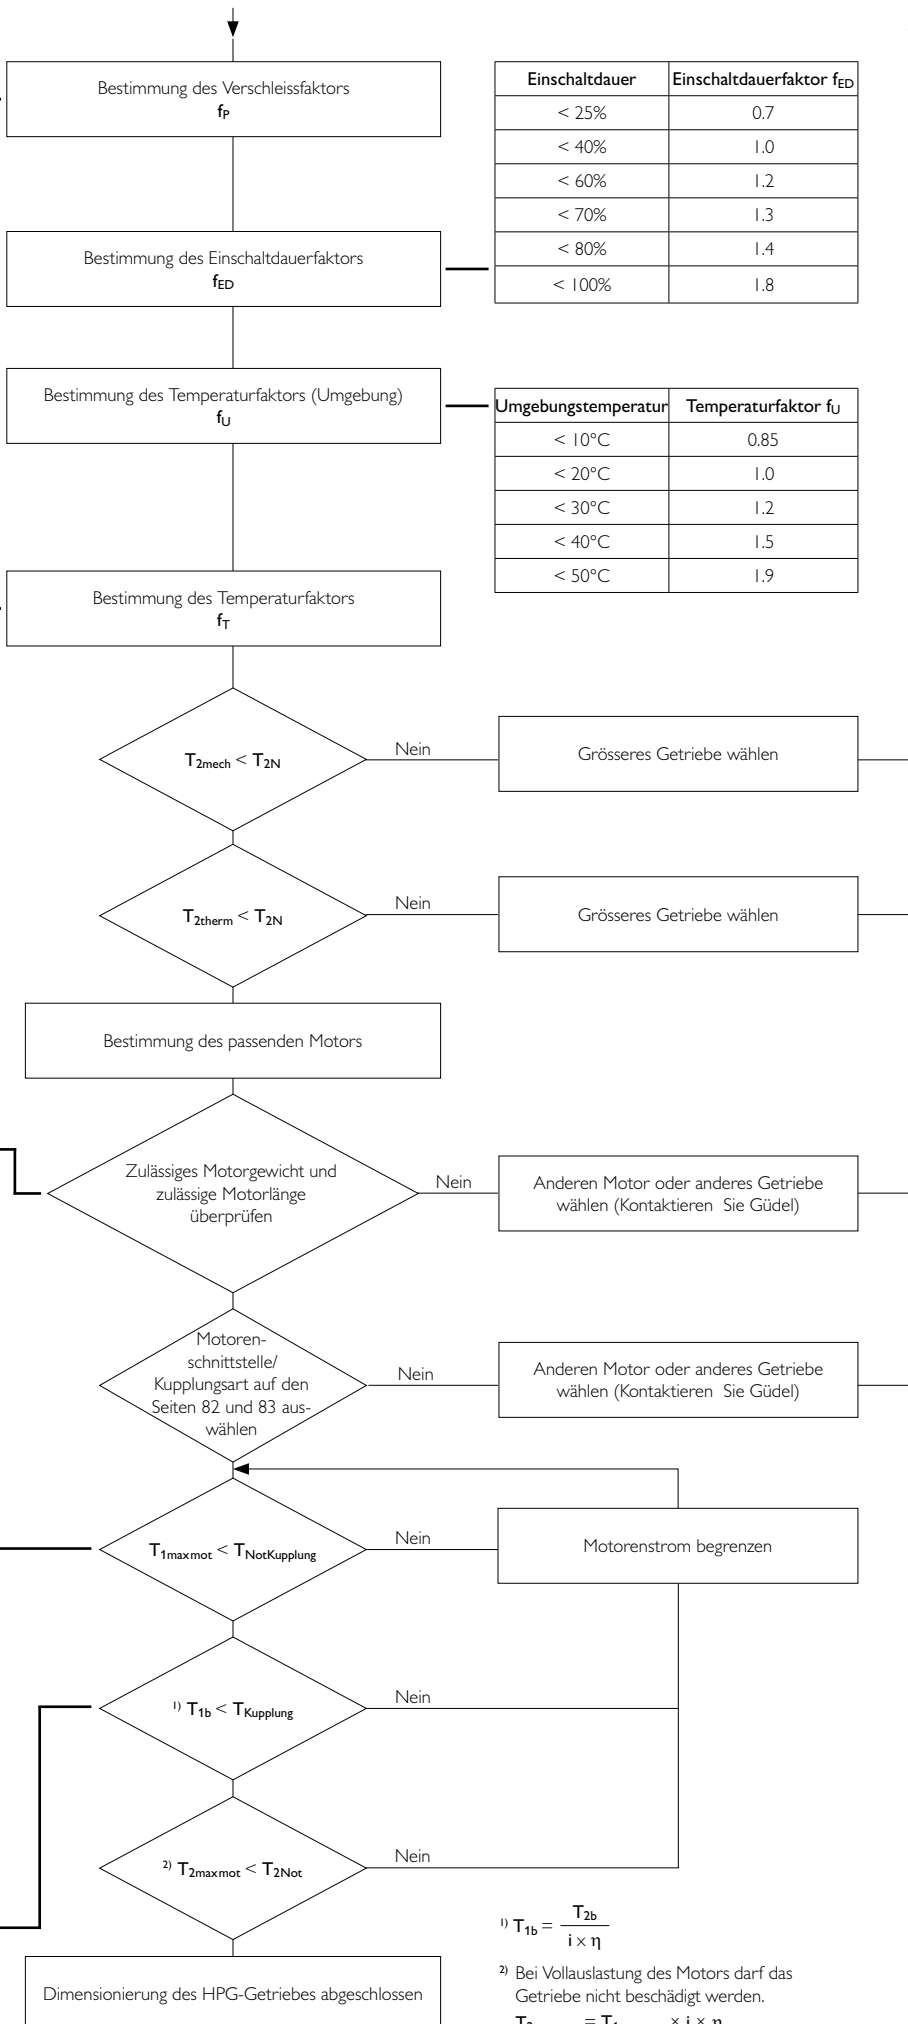 Bestimmung des Verschleissfaktors
fP
Einschaltdauer Einschaltdauerfaktor fED
< 25% 0.7
< 40% 1.0
< 60% 1.2
< 70% 1.3
< 80% 1.4
< 100% 1.8
Bestimmung des Einschaltdauerfaktors
fED
Bestimmung des Temperaturfaktors (Umgebung)
fU
Umgebungstemperatur Temperaturfaktor fU
< 10°C 0.85
< 20°C 1.0
< 30°C 1.2
< 40°C 1.5
< 50°C 1.9
Bestimmung des Temperaturfaktors
fT
T2mech < T2N
Nein
Grösseres Getriebe wählen
T2therm < T2N
Nein
Grösseres Getriebe wählen
Bestimmung des passenden Motors
Zulässiges Motorgewicht und
zulässige Motorlänge
überprüfen
Nein
Anderen Motor oder anderes Getriebe
wählen (Kontaktieren Sie Güdel)
Motoren-
schnittstelle/
Kupplungsart auf den
Seiten 82 und 83 aus-
wählen
Nein
Anderen Motor oder anderes Getriebe
wählen (Kontaktieren Sie Güdel)
T1maxmot < TNotKupplung
Nein
Motorenstrom begrenzen
1) T1b < TKupplung
Nein
2) T2maxmot < T2Not
Nein
Dimensionierung des HPG-Getriebes abgeschlossen
1) T1b = T2b
i × η
2) Bei Vollauslastung des Motors darf das
Getriebe nicht beschädigt werden.
= T1 × i × η